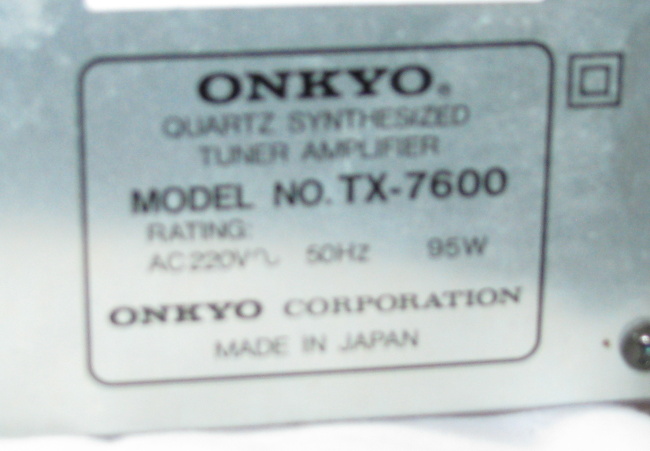 ONKYO®
QUARTZ SYNTHESIZED
TUNER AMPLIFIER
MODEL NO. TX-7600
RATING:
AC 220V~ 50Hz 95W
ONKYO CORPORATION
MADE IN JAPAN